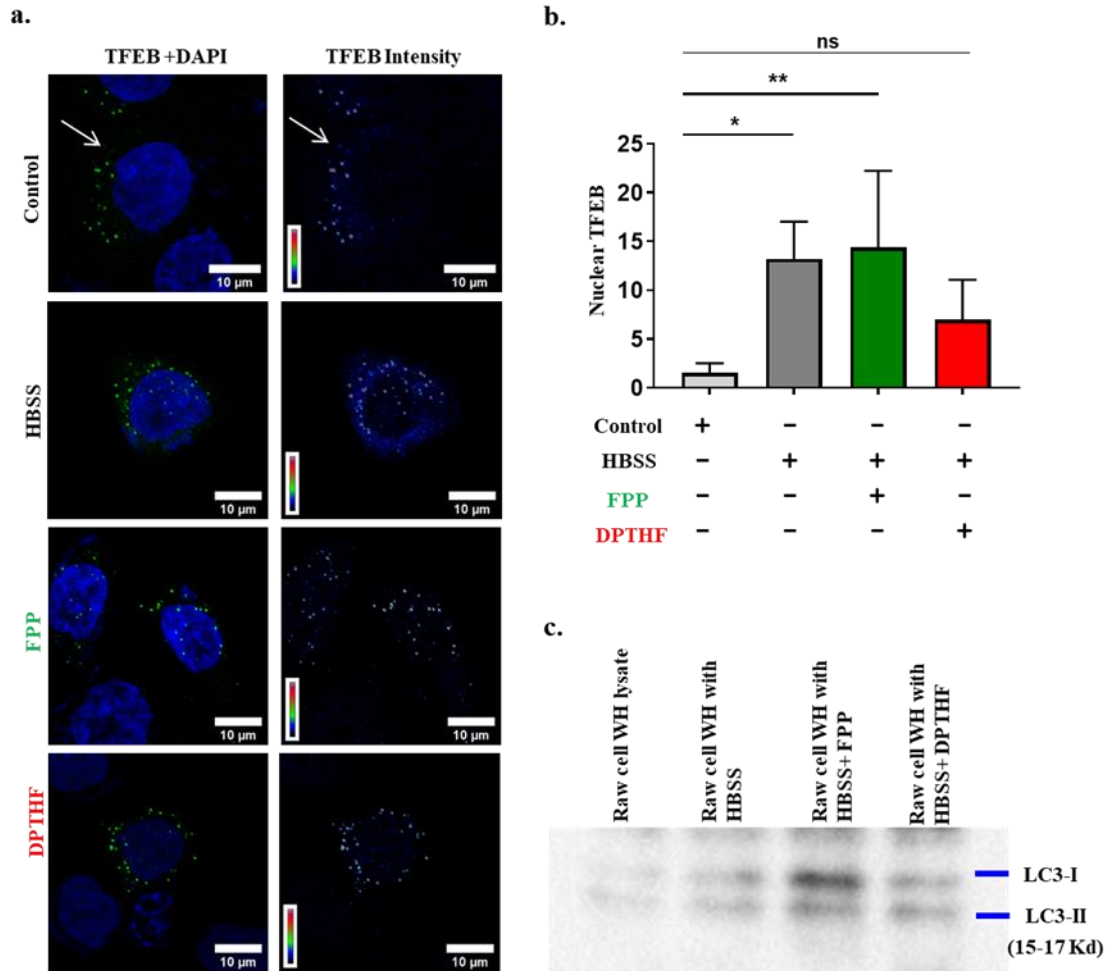 a.
TFEB +DAPI
TFEB Intensity
Control
10 µm
10 µm
HBSS
10 µm
10 µm
FPP
10 µm
10 µm
DPTHF
10 µm
10 µm
b.
ns
**
*
Nuclear TFEB
25
20
15
10
5
0
Control + – – –
HBSS – + + +
FPP – – + –
DPTHF – – – +
c.
Raw cell WH lysate
Raw cell WH with
HBSS
Raw cell WH with
HBSS+ FPP
Raw cell WH with
HBSS+ DPTHF
LC3-I
LC3-II
(15-17 Kd)